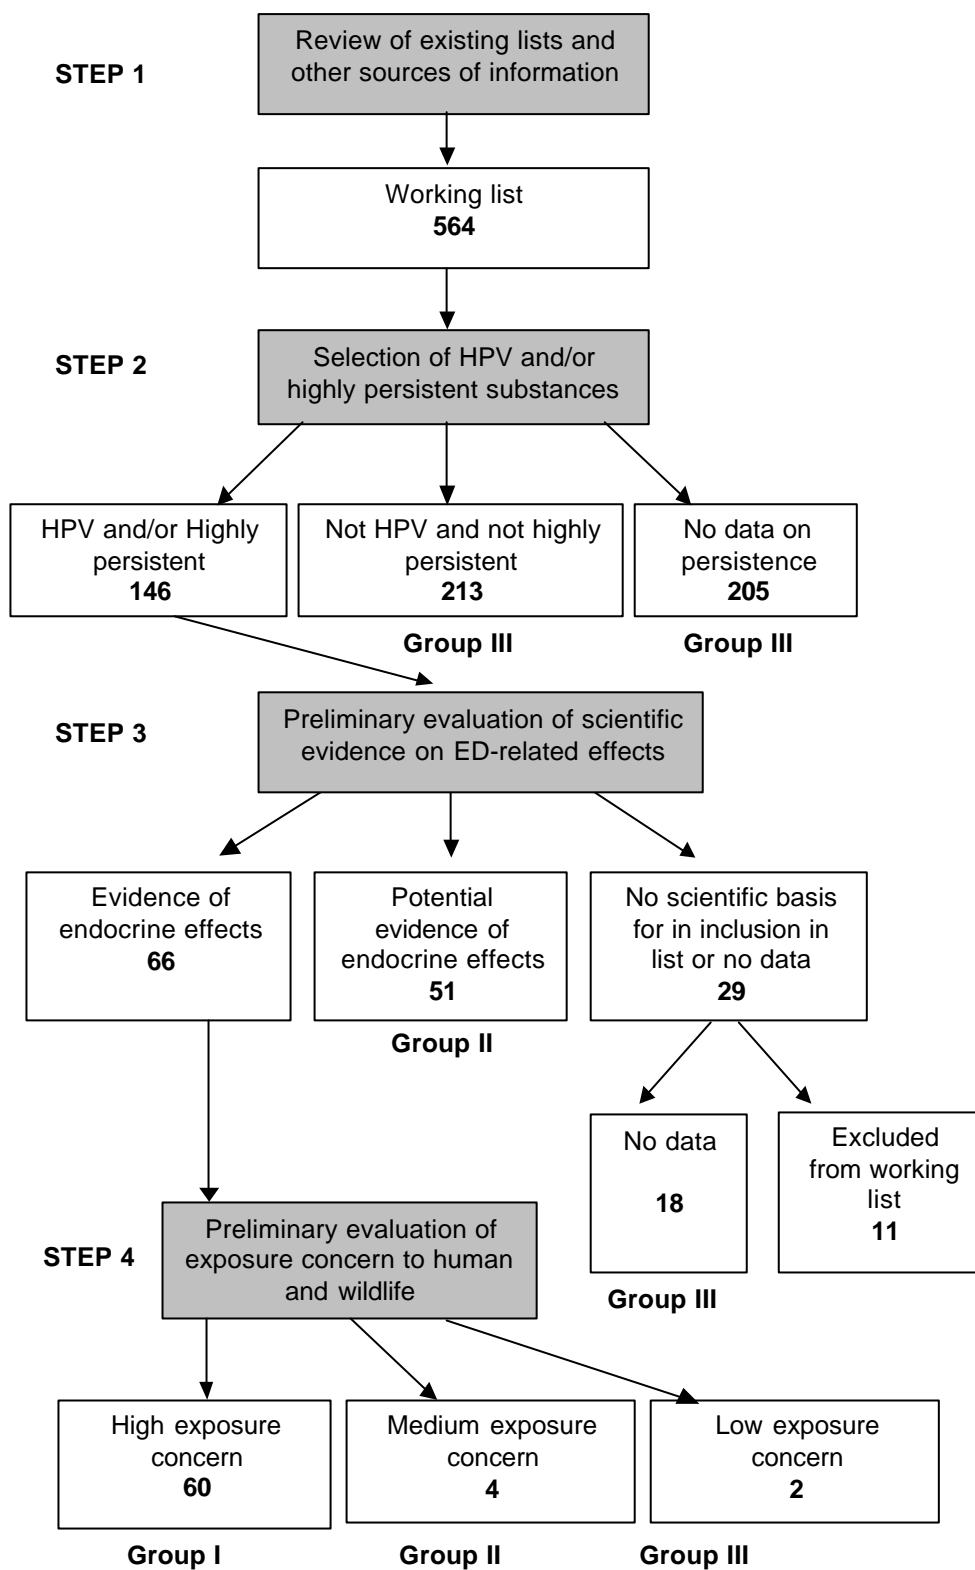 STEP 1
Review of existing lists and
other sources of information
Working list
564
STEP 2
Selection of HPV and/or
highly persistent substances
HPV and/or Highly
persistent
146
Not HPV and not highly
persistent
213
Group III
No data on
persistence
205
Group III
STEP 3
Preliminary evaluation of scientific
evidence on ED-related effects
Evidence of
endocrine effects
66
Potential
evidence of
endocrine effects
51
Group II
No scientific basis
for in inclusion in
list or no data
29
No data
18
Group III
Excluded
from working
list
11
STEP 4
Preliminary evaluation of
exposure concern to human
and wildlife
High exposure
concern
60
Group I
Medium exposure
concern
4
Group II
Low exposure
concern
2
Group III